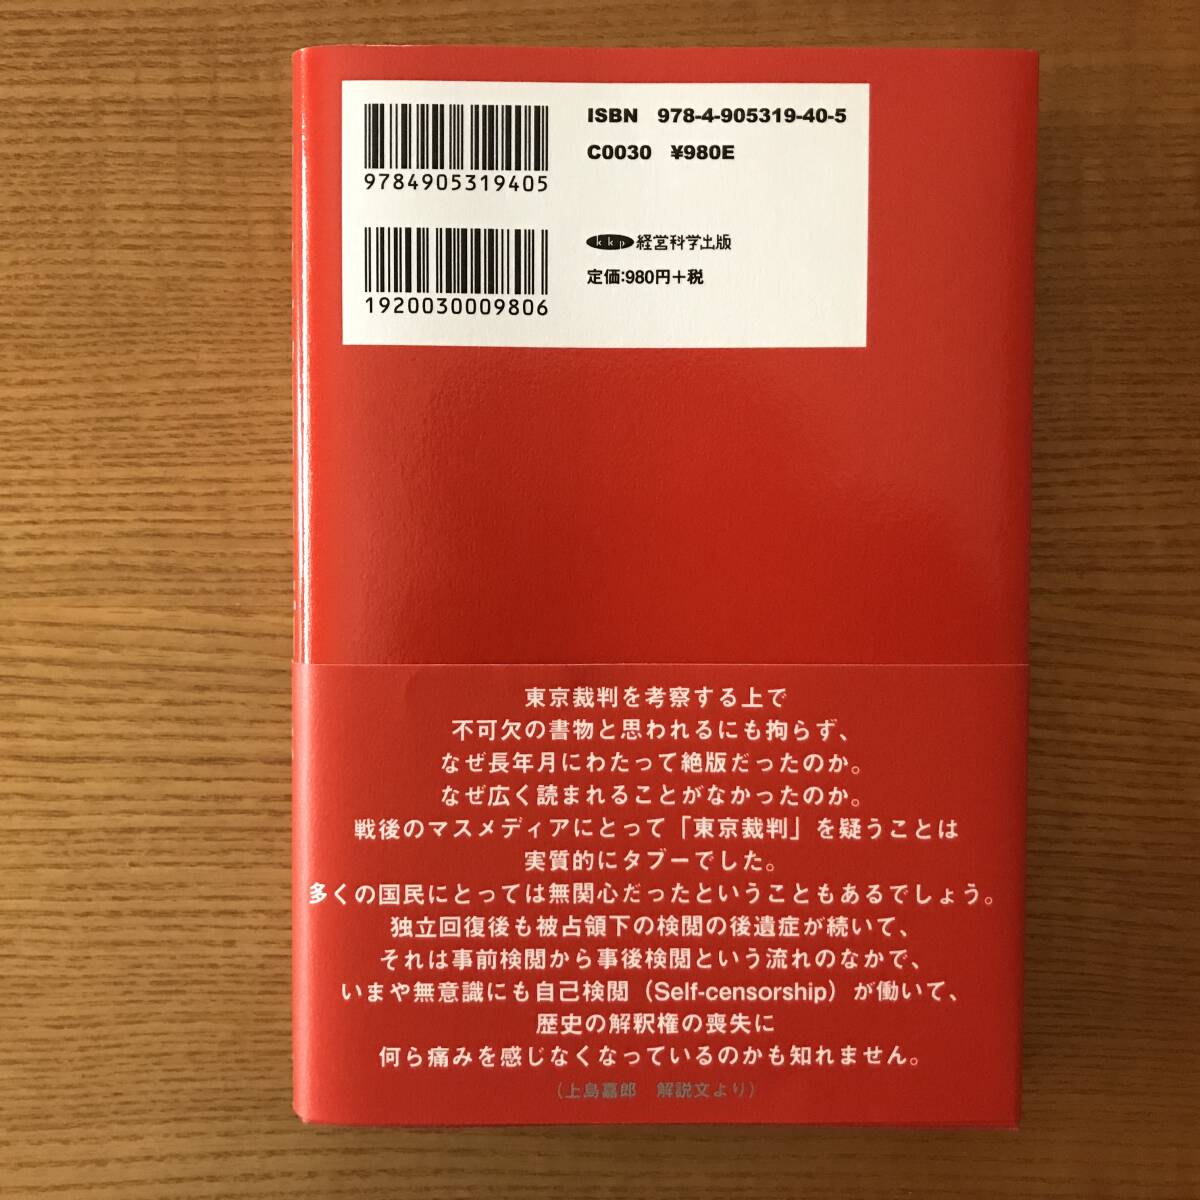 ISBN 978-4-905319-40-5
C0030 ¥980E
9784905319405
kkp 経営科学出版
定価:980円+税
1920030009806
東京裁判を考察する上で
不可欠の書物と思われるにも拘らず、
なぜ長年月にわたって絶版だったのか。
なぜ広く読まれることがなかったのか。
戦後のマスメディアにとって「東京裁判」を疑うことは
実質的にタブーでした。
多くの国民にとっては無関心だったということもあるでしょう。
独立回復後も被占領下の検閲の後遺症が続いて、
それは事前検閲から事後検閲という流れのなかで、
いまや無意識にも自己検閲（Self-censorship）が働いて、
歴史の解釈権の喪失に
何ら痛みを感じなくなっているのかも知れません。
（上島嘉郎 解説文より）